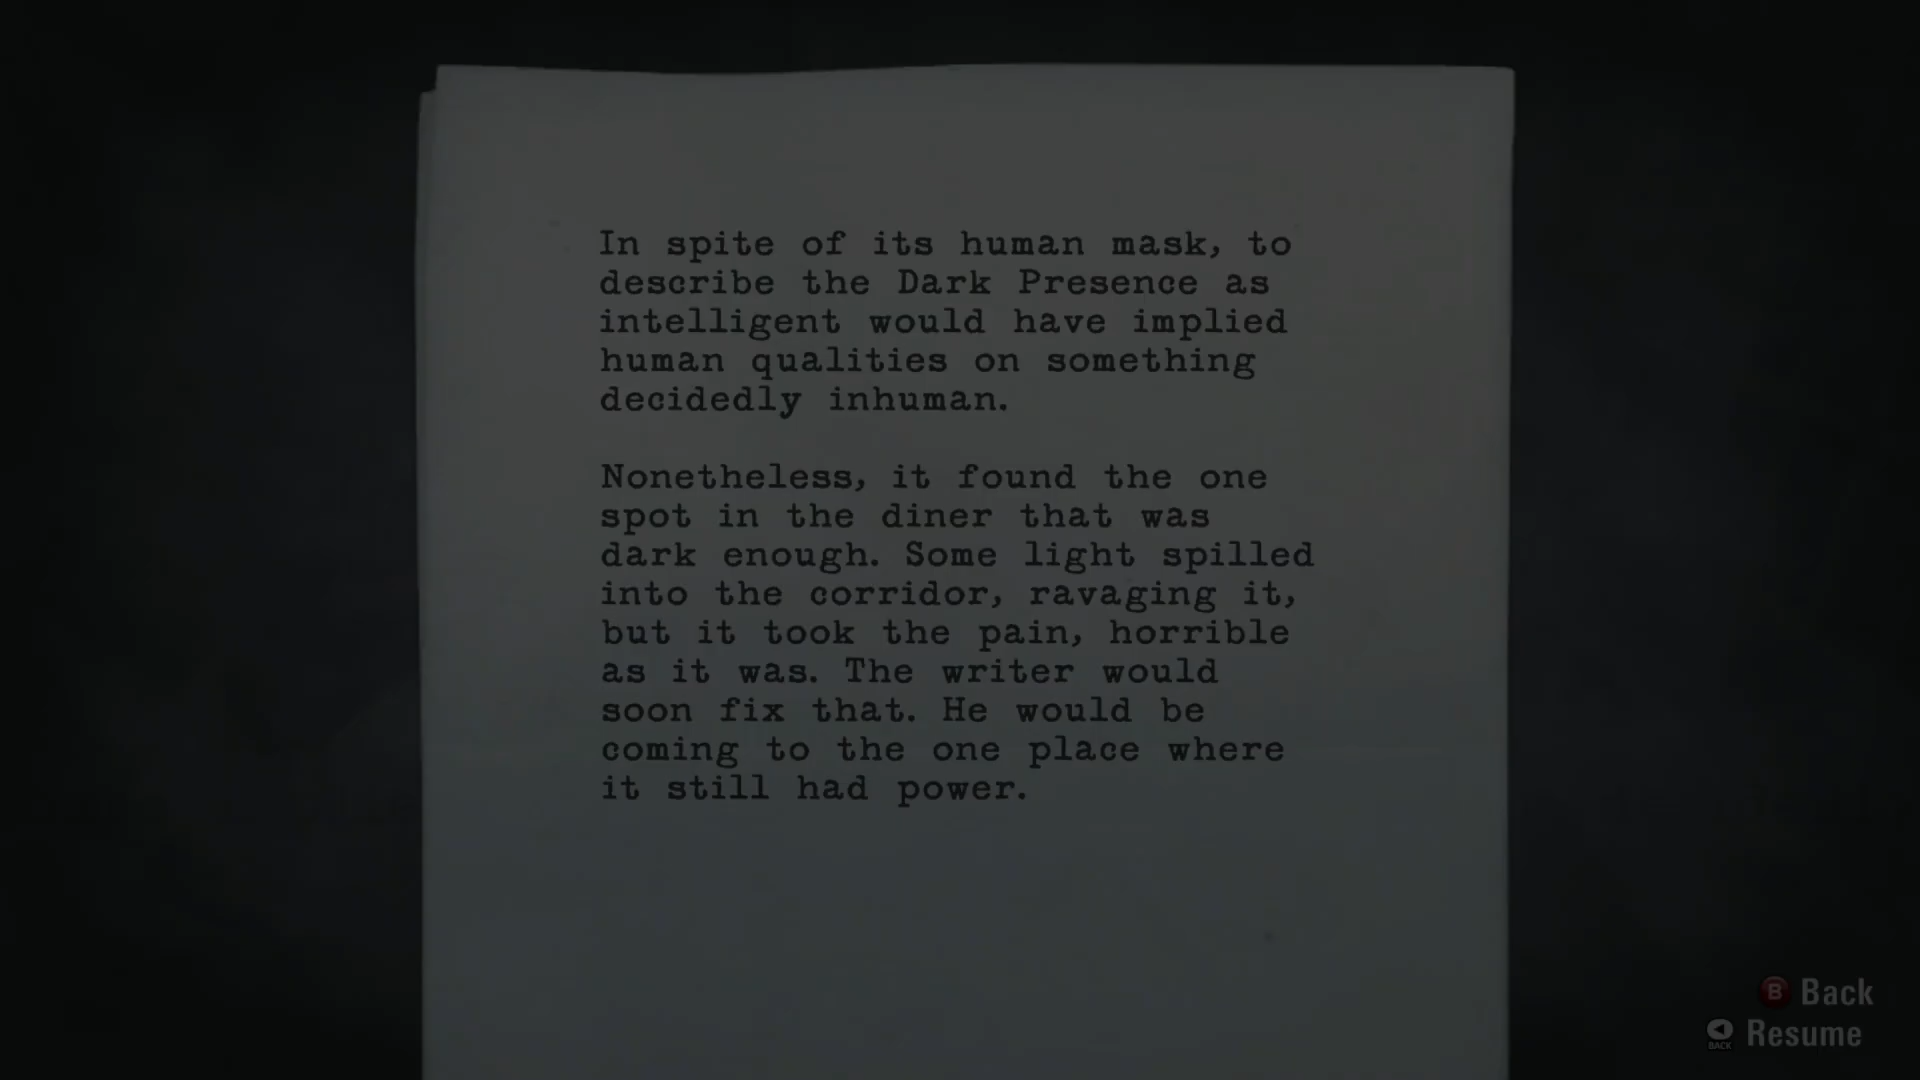 In spite of its human mask, to
describe the Dark Presence as
intelligent would have implied
human qualities on something
decidedly inhuman.
Nonetheless, it found the one
spot in the diner that was
dark enough. Some light spilled
into the corridor, ravaging it,
but it took the pain, horrible
as it was. The writer would
soon fix that. He would be
coming to the one place where
it still had power.
B Back
BACK Resume